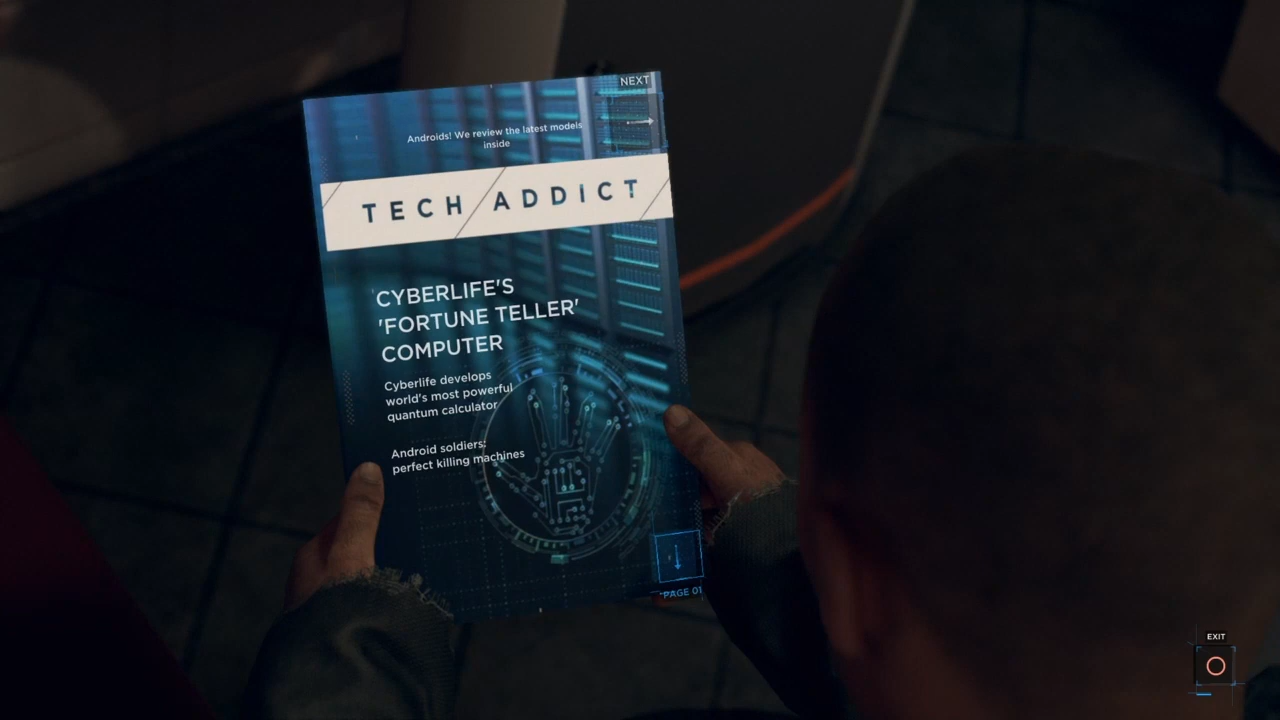 NEXT
Androids! We review the latest models
inside
TECH ADDICT
CYBERLIFE'S
'FORTUNE TELLER'
COMPUTER
Cyberlife develops
world's most powerful
quantum calculator
Android soldiers:
perfect killing machines
PAGE 01
EXIT